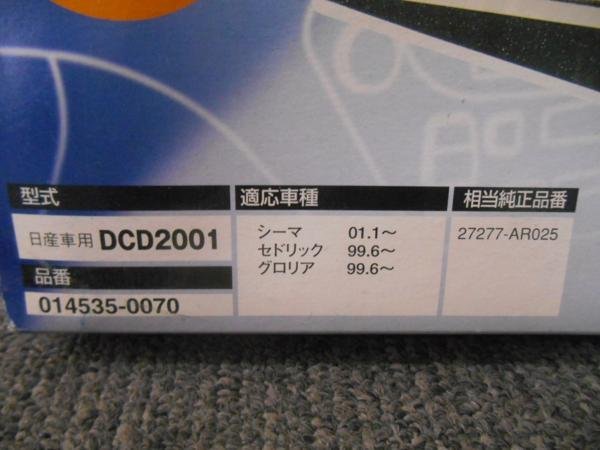 型式
日産車用 DCD2001
品番
014535-0070
適応車種
シーマ 01.1～
セドリック 99.6～
グロリア 99.6～
相当純正品番
27277-AR025